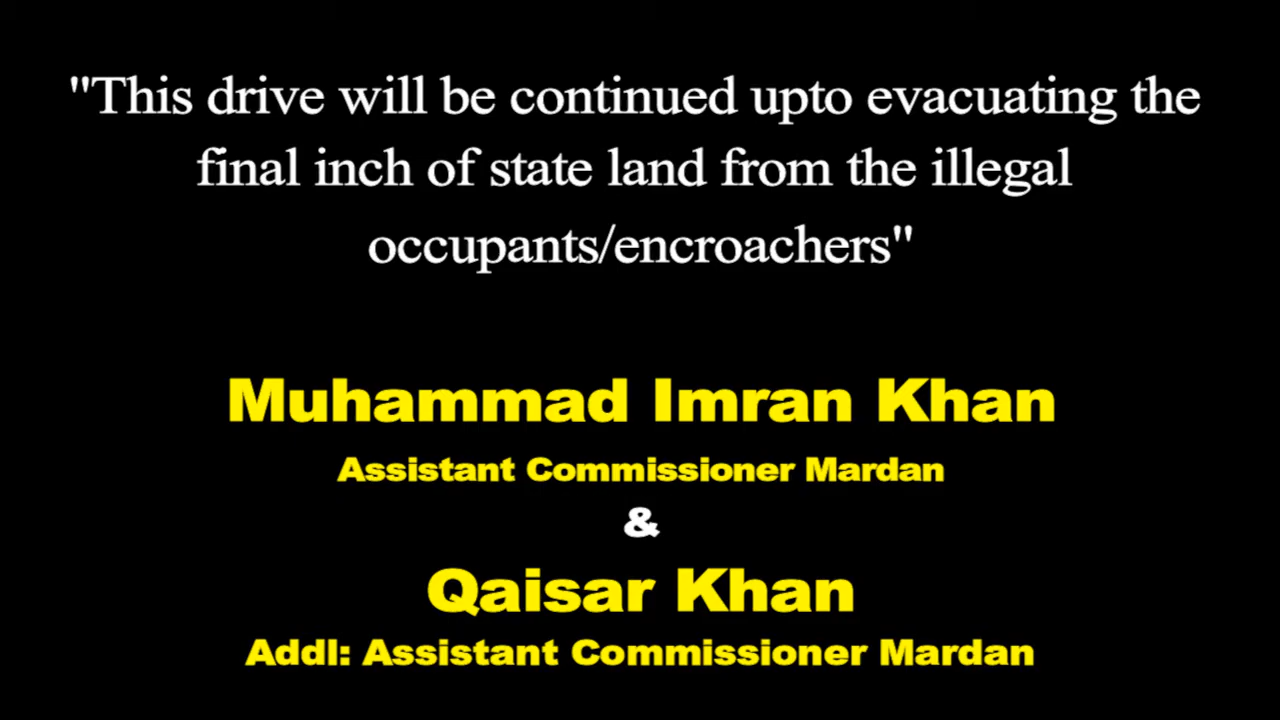 "This drive will be continued upto evacuating the
final inch of state land from the illegal
occupants/encroachers"
Muhammad Imran Khan
Assistant Commissioner Mardan
&
Qaisar Khan
Addl: Assistant Commissioner Mardan